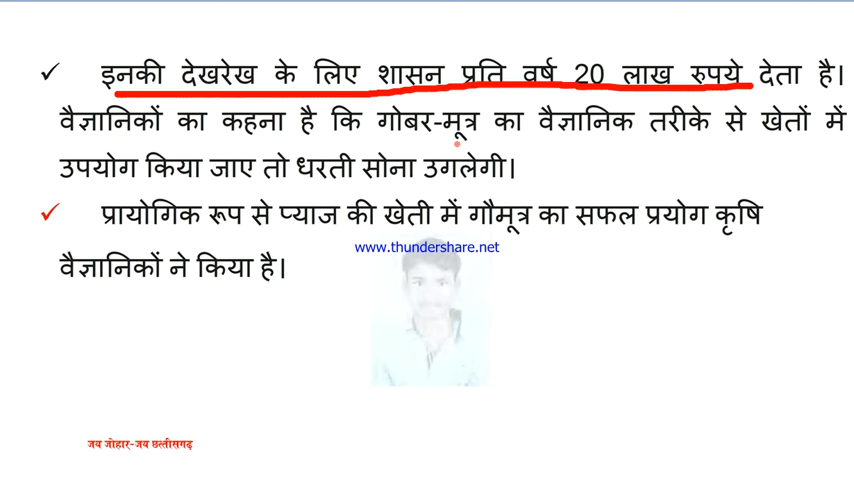 ✓ इनकी देखरेख के लिए शासन प्रति वर्ष 20 लाख रुपये देता है।
वैज्ञानिकों का कहना है कि गोबर-मूत्र का वैज्ञानिक तरीके से खेतों में
उपयोग किया जाए तो धरती सोना उगलेगी।
✓ प्रायोगिक रूप से प्याज की खेती में गौमूत्र का सफल प्रयोग कृषि
www.thundershare.net
वैज्ञानिकों ने किया है।
जय जोहार-जय छत्तीसगढ़